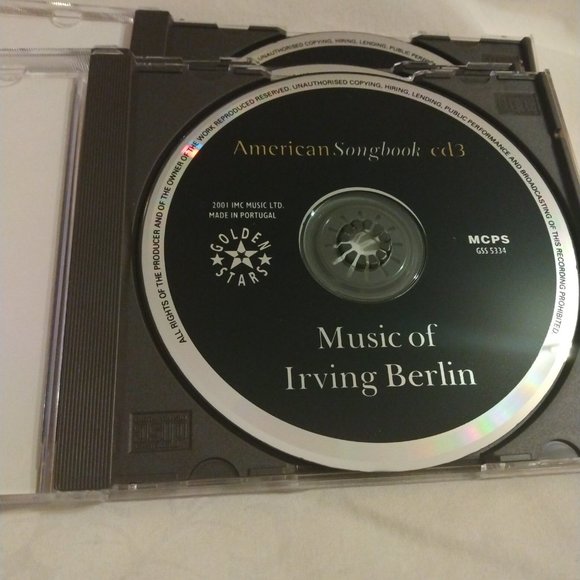 UNAUTHORISED COPYING, HIRING, LENDING, PUBLIC
ALL RIGHTS OF THE PRODUCER AND OF THE OWNER OF THE WORK REPRODUCED RESERVED. UNAUTHORISED COPYING, HIRING, LENDING, PUBLIC PERFORMANCE AND BROADCASTING OF THIS RECORDING PROHIBITED
American Songbook cd3
2001 IMC MUSIC LTD.
MADE IN PORTUGAL
GOLDEN
STARS
MCPS
GSS 5334
Music of
Irving Berlin